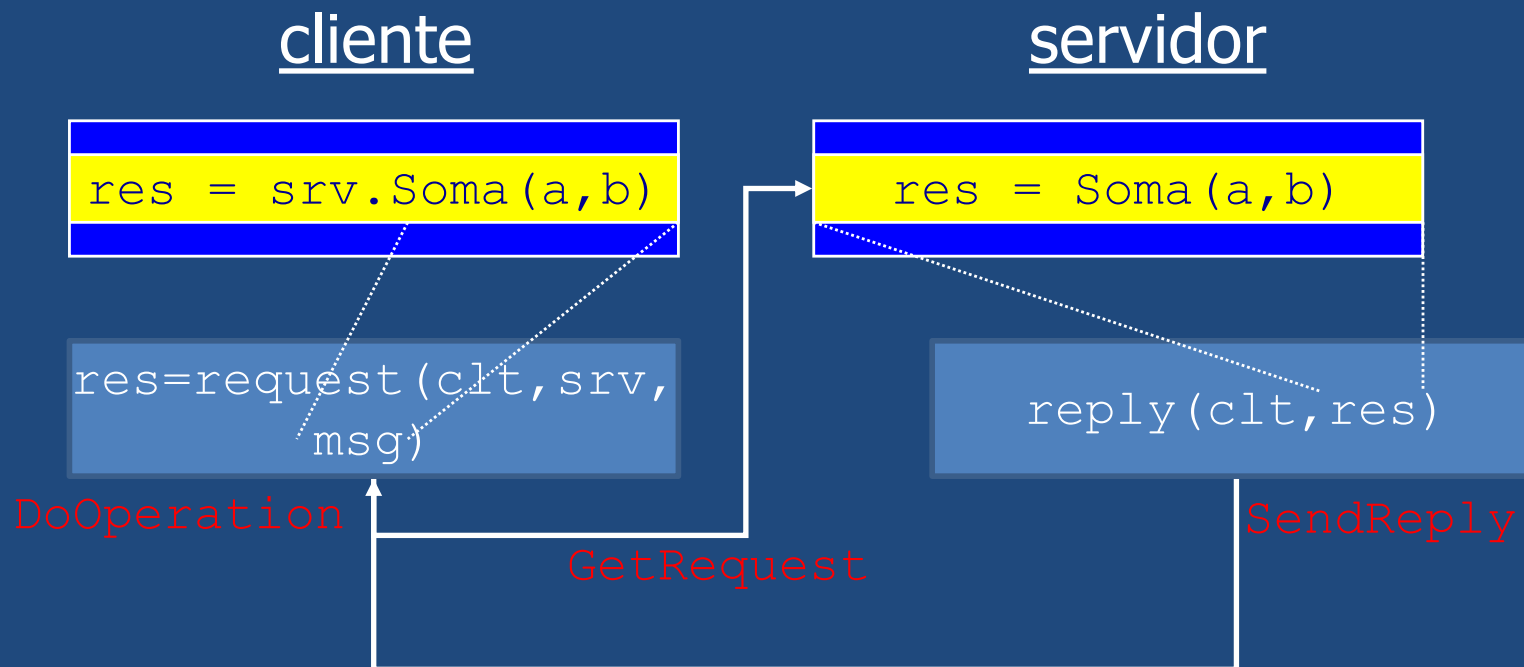 cliente
servidor
res = srv.Soma(a,b)
res = Soma(a,b)
res=request(clt,srv,
msg)
reply(clt,res)
DoOperation
SendReply
GetRequest